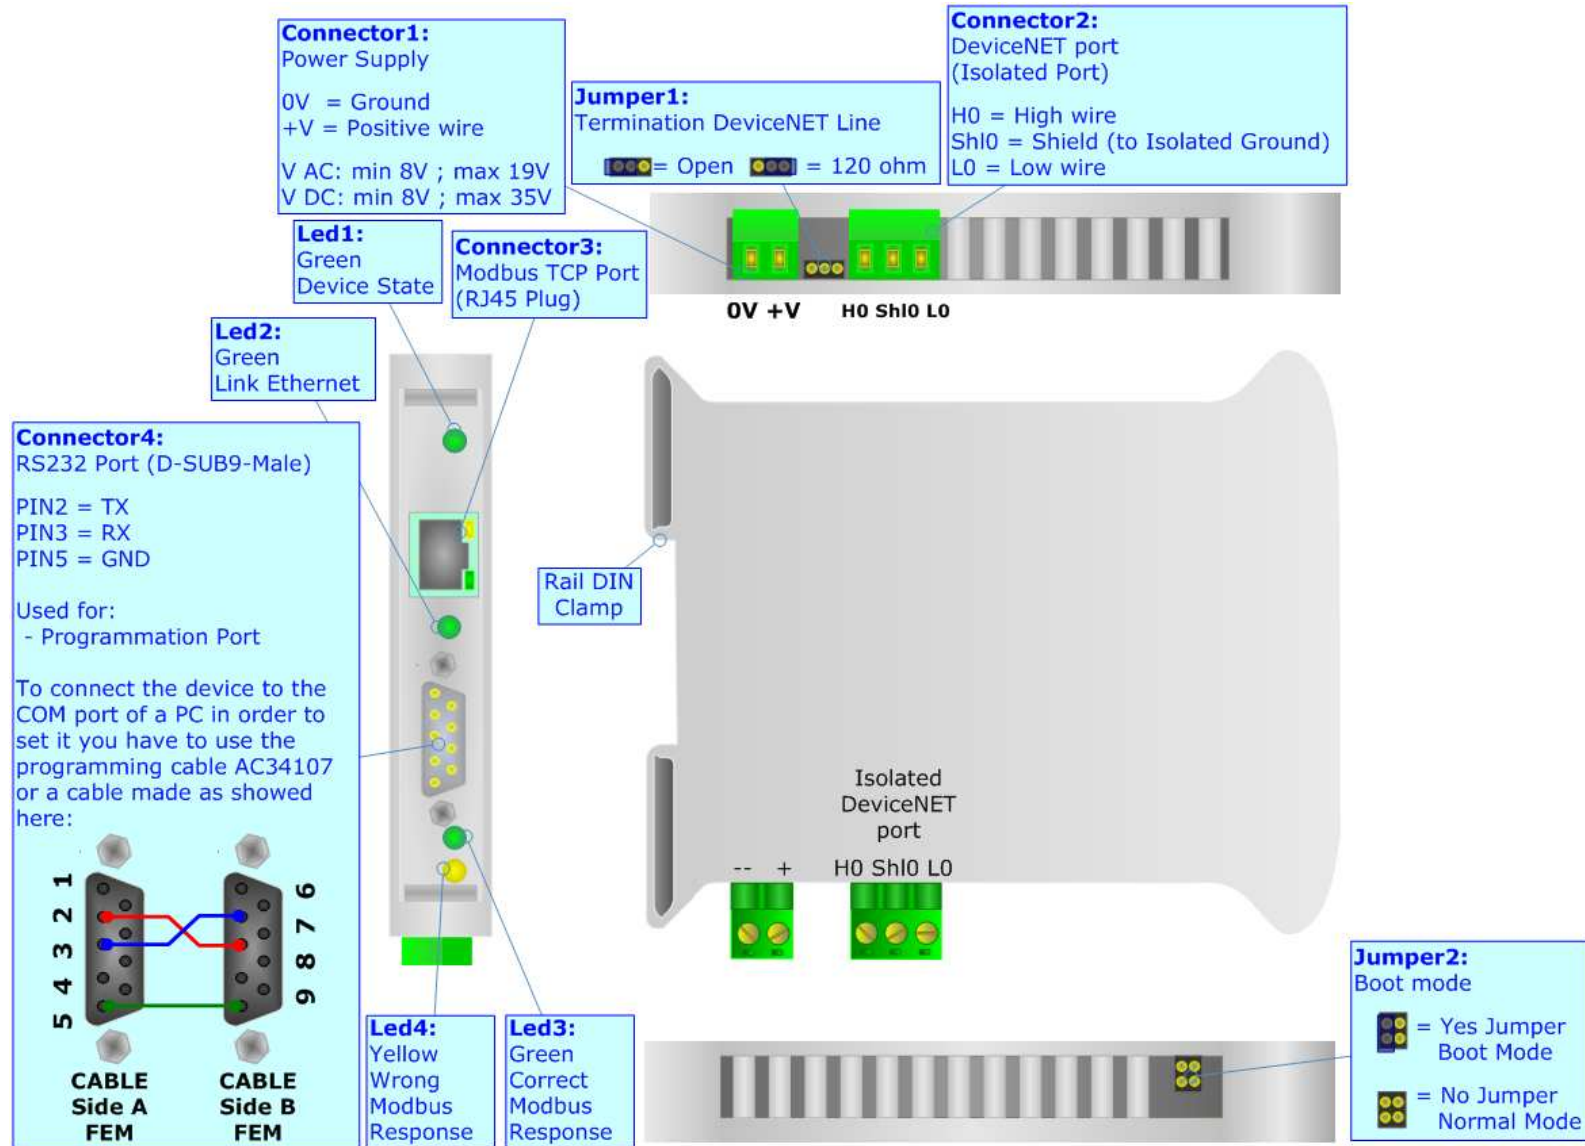 Connector1:
Power Supply
0V = Ground
+V = Positive wire
V AC: min 8V ; max 19V
V DC: min 8V ; max 35V
Jumper1:
Termination DeviceNET Line
= Open = 120 ohm
Connector2:
DeviceNET port
(Isolated Port)
H0 = High wire
Shl0 = Shield (to Isolated Ground)
L0 = Low wire
0V +V H0 Shl0 L0
Led1:
Green
Device State
Connector3:
Modbus TCP Port
(RJ45 Plug)
Led2:
Green
Link Ethernet
Connector4:
RS232 Port (D-SUB9-Male)
PIN2 = TX
PIN3 = RX
PIN5 = GND
Used for:
- Programmation Port
To connect the device to the
COM port of a PC in order to
set it you have to use the
programming cable AC34107
or a cable made as showed
here:
1
2
3
4
5
6
7
8
9
CABLE
Side A
FEM
CABLE
Side B
FEM
Rail DIN
Clamp
Isolated
DeviceNET
port
-- + H0 Shl0 L0
Led4:
Yellow
Wrong
Modbus
Response
Led3:
Green
Correct
Modbus
Response
Jumper2:
Boot mode
= Yes Jumper
Boot Mode
= No Jumper
Normal Mode